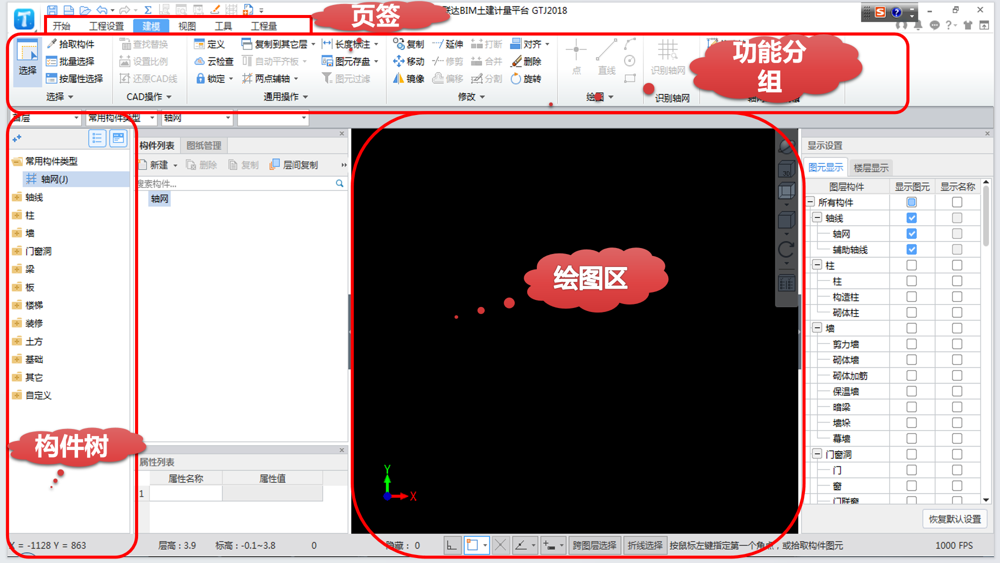 联达BIM土建计量平台 GTJ2018
页签
开始 工程设置 建模 视图 工具 工程量
选择
拾取构件
批量选择
按属性选择
选择
查找替换
设置比例
还原CAD线
CAD操作
定义 复制到其它层 长度标注
云检查 自动平齐板 图元存盘
锁定 两点辅轴 图元过滤
通用操作
复制 延伸 打断 对齐
移动 修剪 合并 删除
镜像 偏移 分割 旋转
修改
点 直线
绘图
识别轴网
识别轴网
功能分
组
首层 常用构件类型 轴网
常用构件类型
轴网(J)
轴线
柱
墙
门窗洞
梁
板
楼梯
装修
土方
基础
其它
自定义
构件树
构件列表 图纸管理
新建 删除 复制 层间复制
搜索构件...
轴网
属性列表
属性名称 属性值
1
3D
绘图区
Y
X
显示设置
图元显示 楼层显示
图层构件 显示图元 显示名称
所有构件
轴线
轴网
辅助轴线
柱
柱
构造柱
砌体柱
墙
剪力墙
砌体墙
砌体加筋
保温墙
暗梁
墙垛
幕墙
门窗洞
门
窗
门联窗
恢复默认设置
X = -1128 Y = 863 层高：3.9 标高：-0.1~3.8 0 隐藏：0 跨图层选择 折线选择 按鼠标左键指定第一个角点，或拾取构件图元 1000 FPS